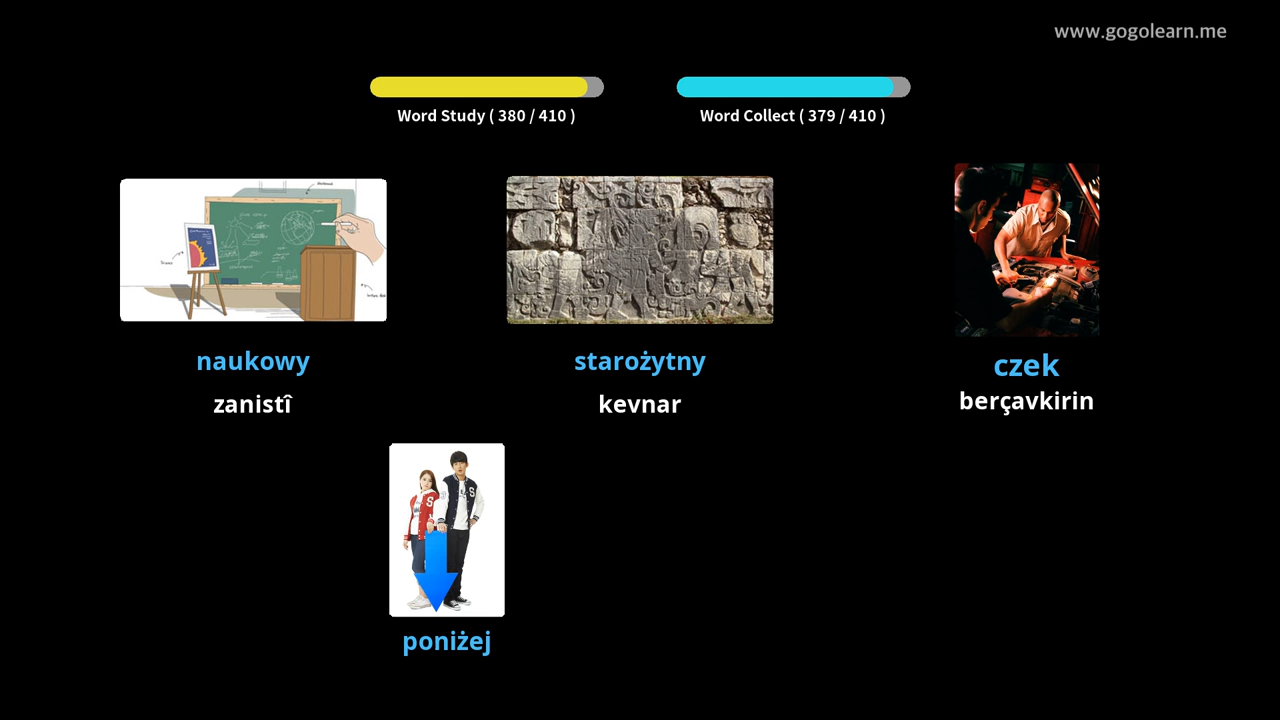 www.gogolearn.me
Word Study ( 380 / 410 )
Word Collect ( 379 / 410 )
naukowy
starożytny
czek
zanistî
kevnar
berçavkirin
poniżej